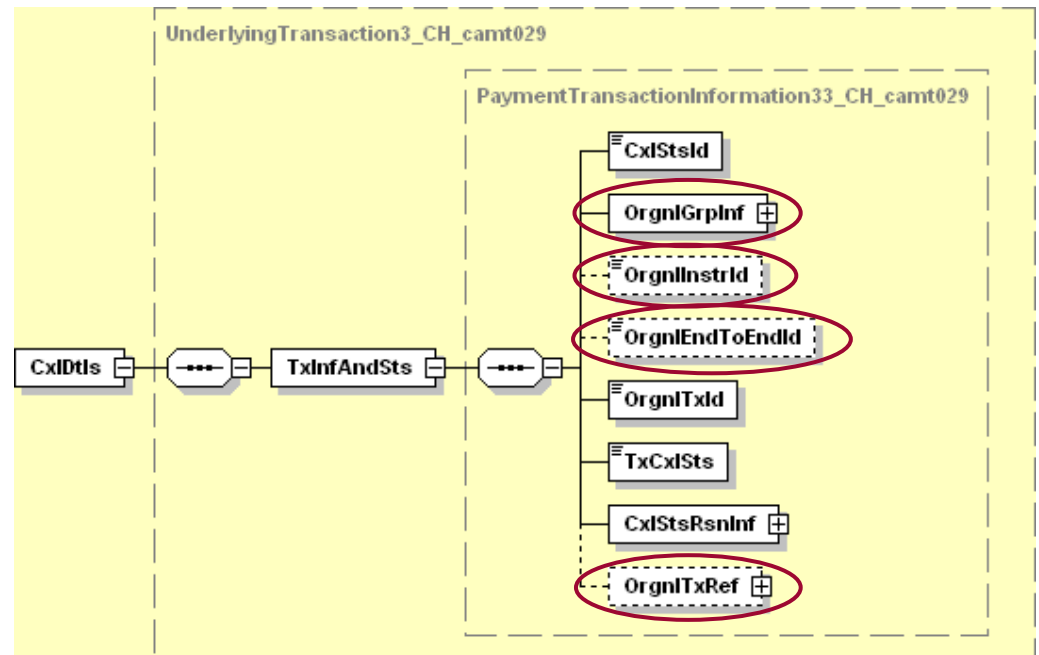 UnderlyingTransaction3_CH_camt029
PaymentTransactionInformation33_CH_camt029
CxlStsId
OrgnlGrpInf
OrgnlInstrId
OrgnlEndToEndId
CxlDtls
TxInfAndSts
OrgnlTxId
TxCxlSts
CxlStsRsnInf
OrgnlTxRef